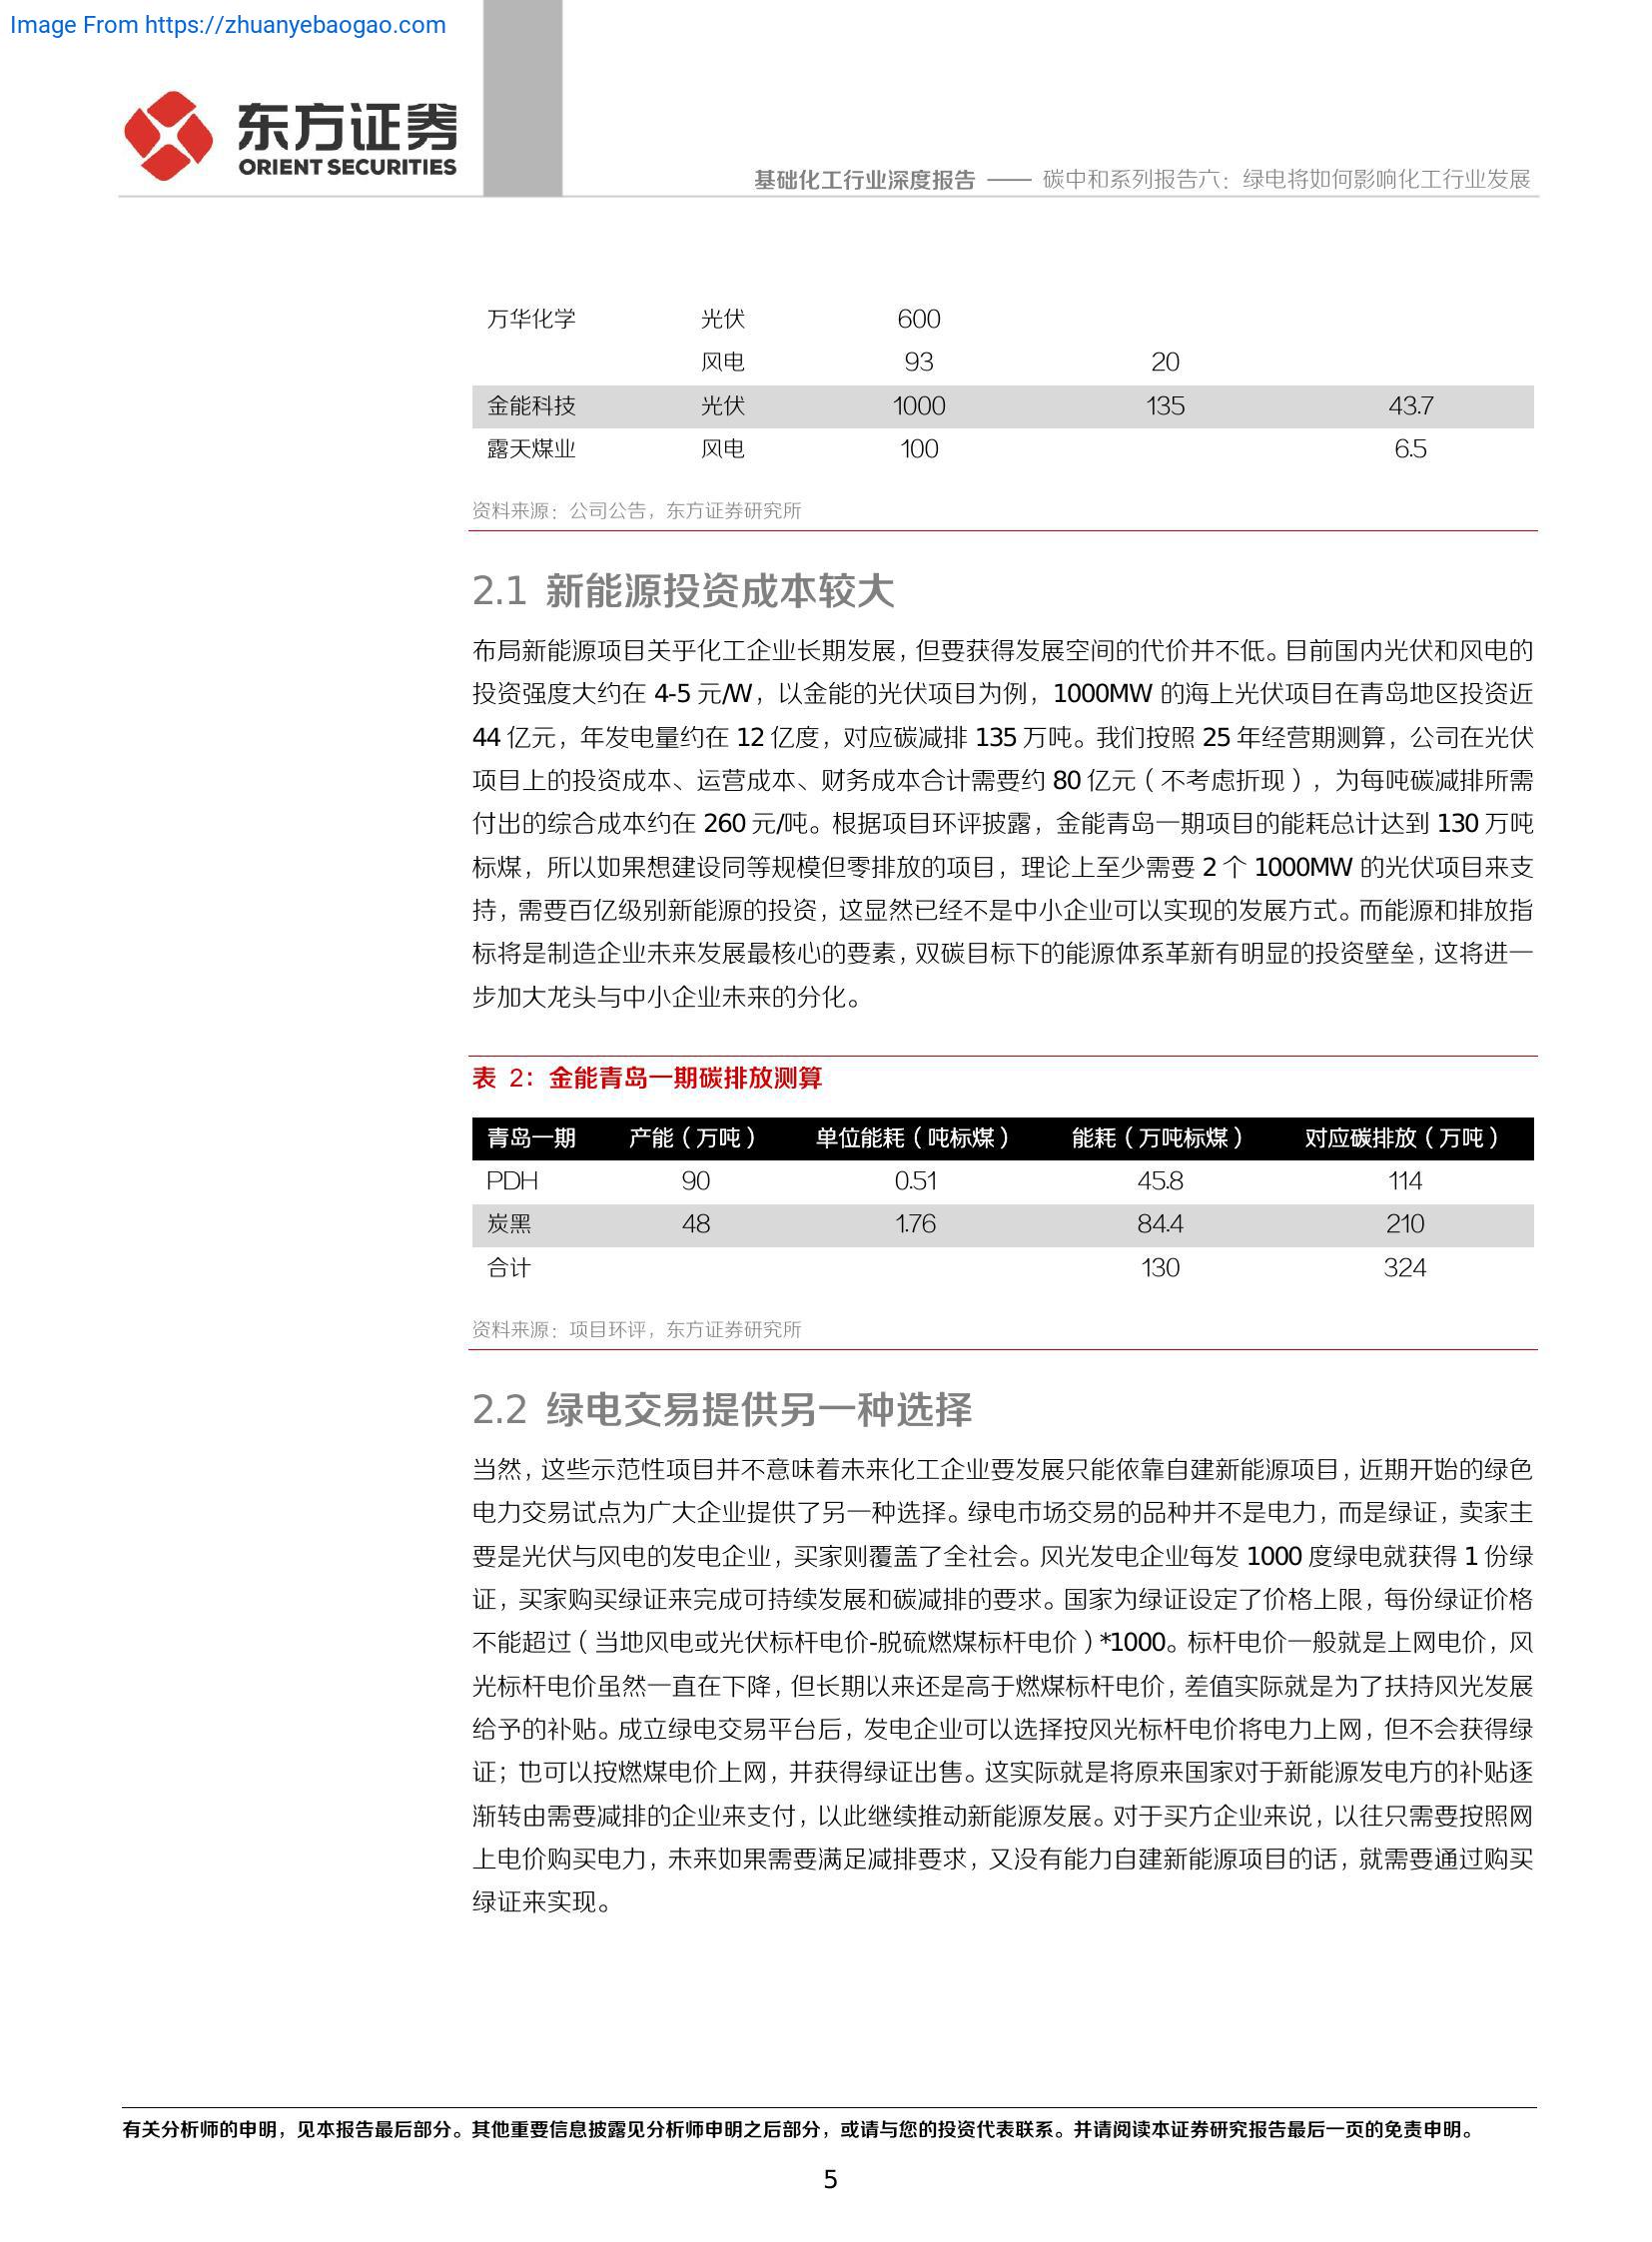 Image From https://zhuanyebaogao.com
东方证券
ORIENT SECURITIES
基础化工行业深度报告 —— 碳中和系列报告六：绿电将如何影响化工行业发展
万华化学 光伏 600
风电 93 20
金能科技 光伏 1000 135 43.7
露天煤业 风电 100 6.5
资料来源：公司公告，东方证券研究所
2.1 新能源投资成本较大
布局新能源项目关乎化工企业长期发展，但要获得发展空间的代价并不低。目前国内光伏和风电的
投资强度大约在 4-5 元/W，以金能的光伏项目为例，1000MW 的海上光伏项目在青岛地区投资近
44 亿元，年发电量约在 12 亿度，对应碳减排 135 万吨。我们按照 25 年经营期测算，公司在光伏
项目上的投资成本、运营成本、财务成本合计需要约 80 亿元（不考虑折现），为每吨碳减排所需
付出的综合成本约在 260 元/吨。根据项目环评披露，金能青岛一期项目的能耗总计达到 130 万吨
标煤，所以如果想建设同等规模但零排放的项目，理论上至少需要 2 个 1000MW 的光伏项目来支
持，需要百亿级别新能源的投资，这显然已经不是中小企业可以实现的发展方式。而能源和排放指
标将是制造企业未来发展最核心的要素，双碳目标下的能源体系革新有明显的投资壁垒，这将进一
步加大龙头与中小企业未来的分化。
表 2：金能青岛一期碳排放测算
青岛一期 产能（万吨） 单位能耗（吨标煤） 能耗（万吨标煤） 对应碳排放（万吨）
PDH 90 0.51 45.8 114
炭黑 48 1.76 84.4 210
合计 130 324
资料来源：项目环评，东方证券研究所
2.2 绿电交易提供另一种选择
当然，这些示范性项目并不意味着未来化工企业要发展只能依靠自建新能源项目，近期开始的绿色
电力交易试点为广大企业提供了另一种选择。绿电市场交易的品种并不是电力，而是绿证，卖家主
要是光伏与风电的发电企业，买家则覆盖了全社会。风光发电企业每发 1000 度绿电就获得 1 份绿
证，买家购买绿证来完成可持续发展和碳减排的要求。国家为绿证设定了价格上限，每份绿证价格
不能超过（当地风电或光伏标杆电价-脱硫燃煤标杆电价）*1000。标杆电价一般就是上网电价，风
光标杆电价虽然一直在下降，但长期以来还是高于燃煤标杆电价，差值实际就是为了扶持风光发展
给予的补贴。成立绿电交易平台后，发电企业可以选择按风光标杆电价将电力上网，但不会获得绿
证；也可以按燃煤电价上网，并获得绿证出售。这实际就是将原来国家对于新能源发电方的补贴逐
渐转由需要减排的企业来支付，以此继续推动新能源发展。对于买方企业来说，以往只需要按照网
上电价购买电力，未来如果需要满足减排要求，又没有能力自建新能源项目的话，就需要通过购买
绿证来实现。
有关分析师的申明，见本报告最后部分。其他重要信息披露见分析师申明之后部分，或请与您的投资代表联系。并请阅读本证券研究报告最后一页的免责申明。
5